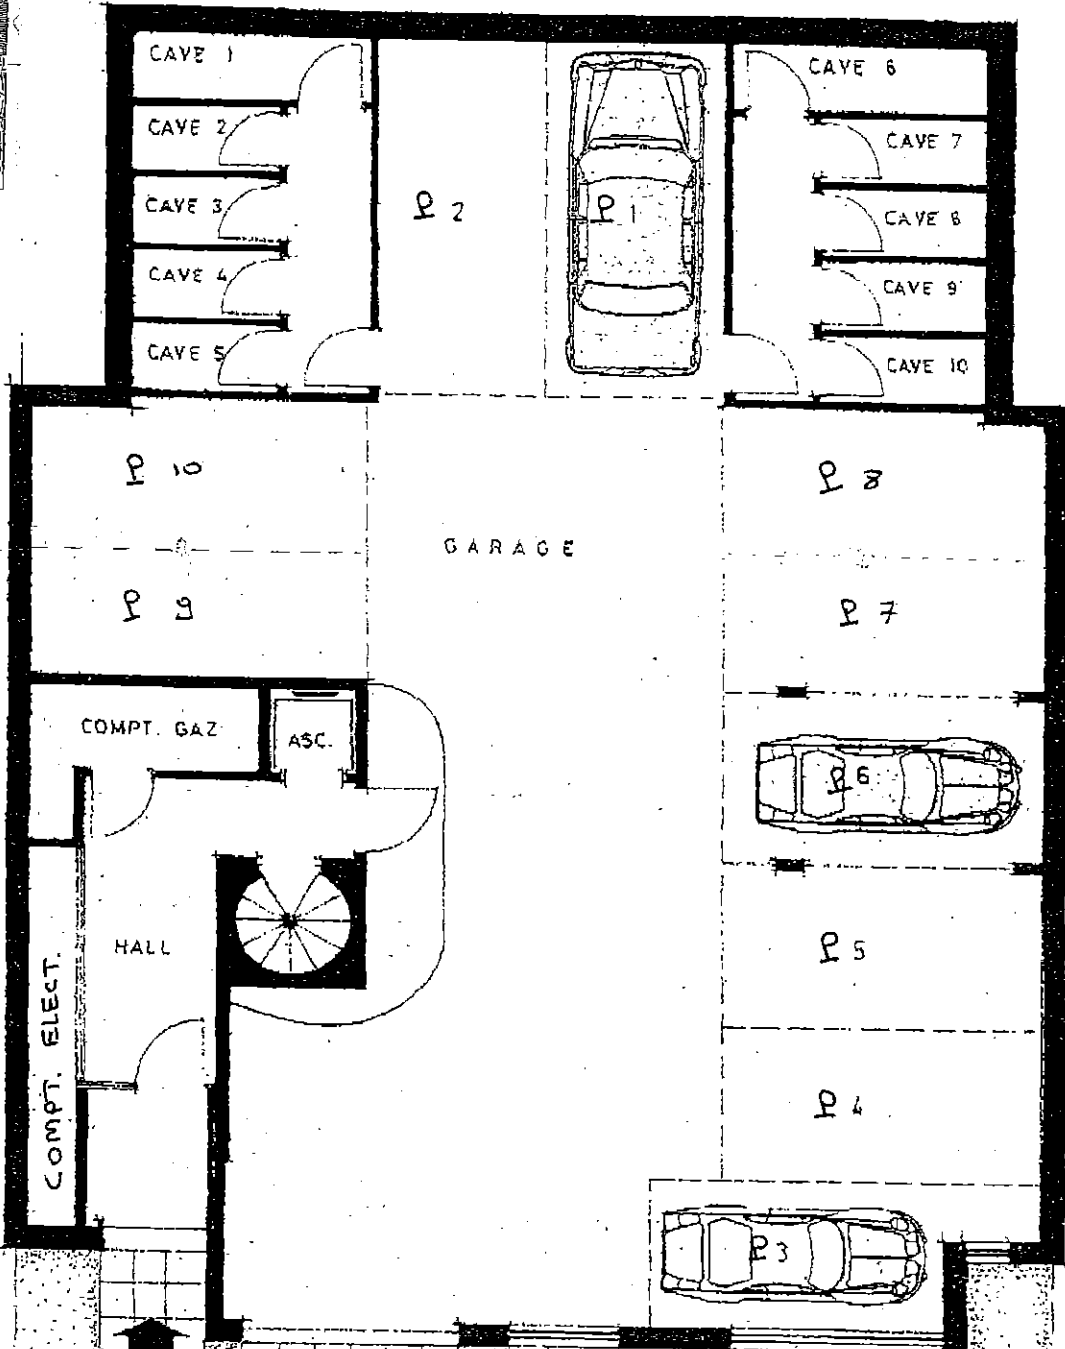 CAVE 1
CAVE 6
CAVE 2
CAVE 7
CAVE 3
P 2
P 1
CAVE 8
CAVE 4
CAVE 9
CAVE 5
CAVE 10
P 10
P 8
GARAGE
P 9
P 7
COMPT. GAZ
ASC.
P 6
HALL
P 5
COMPT. ELECT.
P 4
P 3